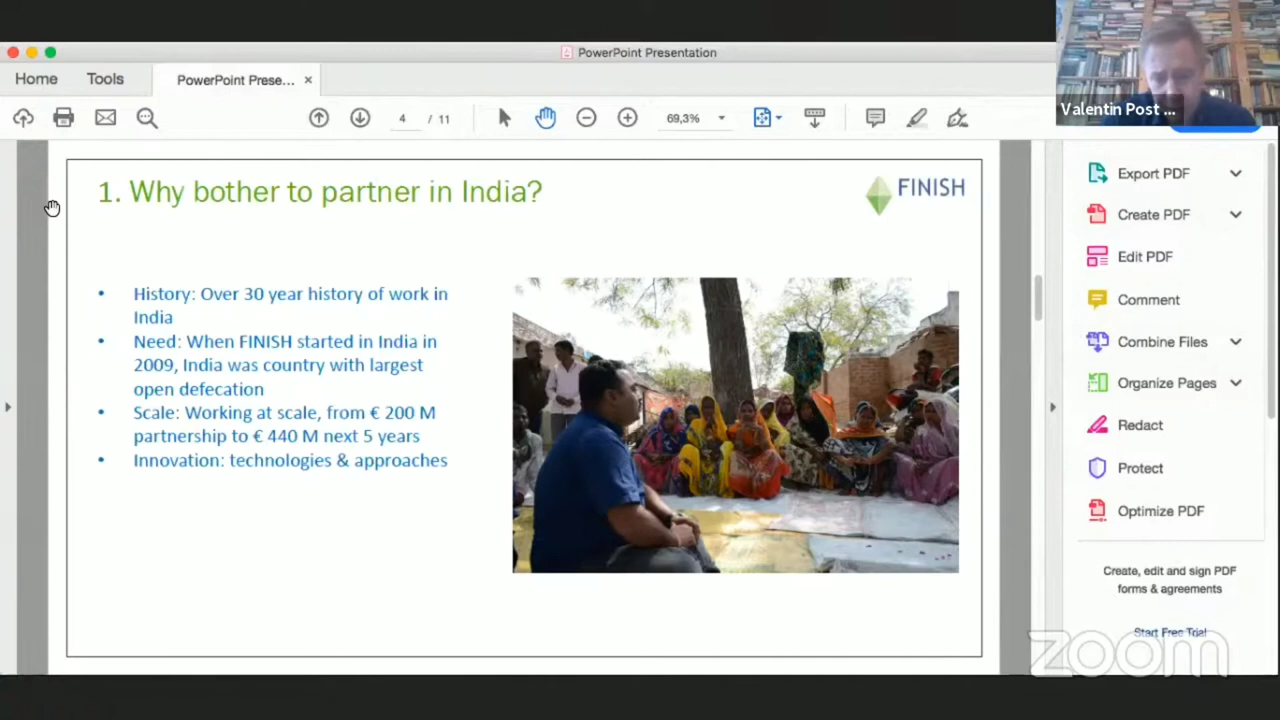 PowerPoint Presentation
Home
Tools
PowerPoint Prese... ×
Valentin Post ...
4 / 11
69,3%
1. Why bother to partner in India?
FINISH
• History: Over 30 year history of work in
India
• Need: When FINISH started in India in
2009, India was country with largest
open defecation
• Scale: Working at scale, from € 200 M
partnership to € 440 M next 5 years
• Innovation: technologies & approaches
Export PDF
Create PDF
Edit PDF
Comment
Combine Files
Organize Pages
Redact
Protect
Optimize PDF
Create, edit and sign PDF
forms & agreements
Start Free Trial
zoom